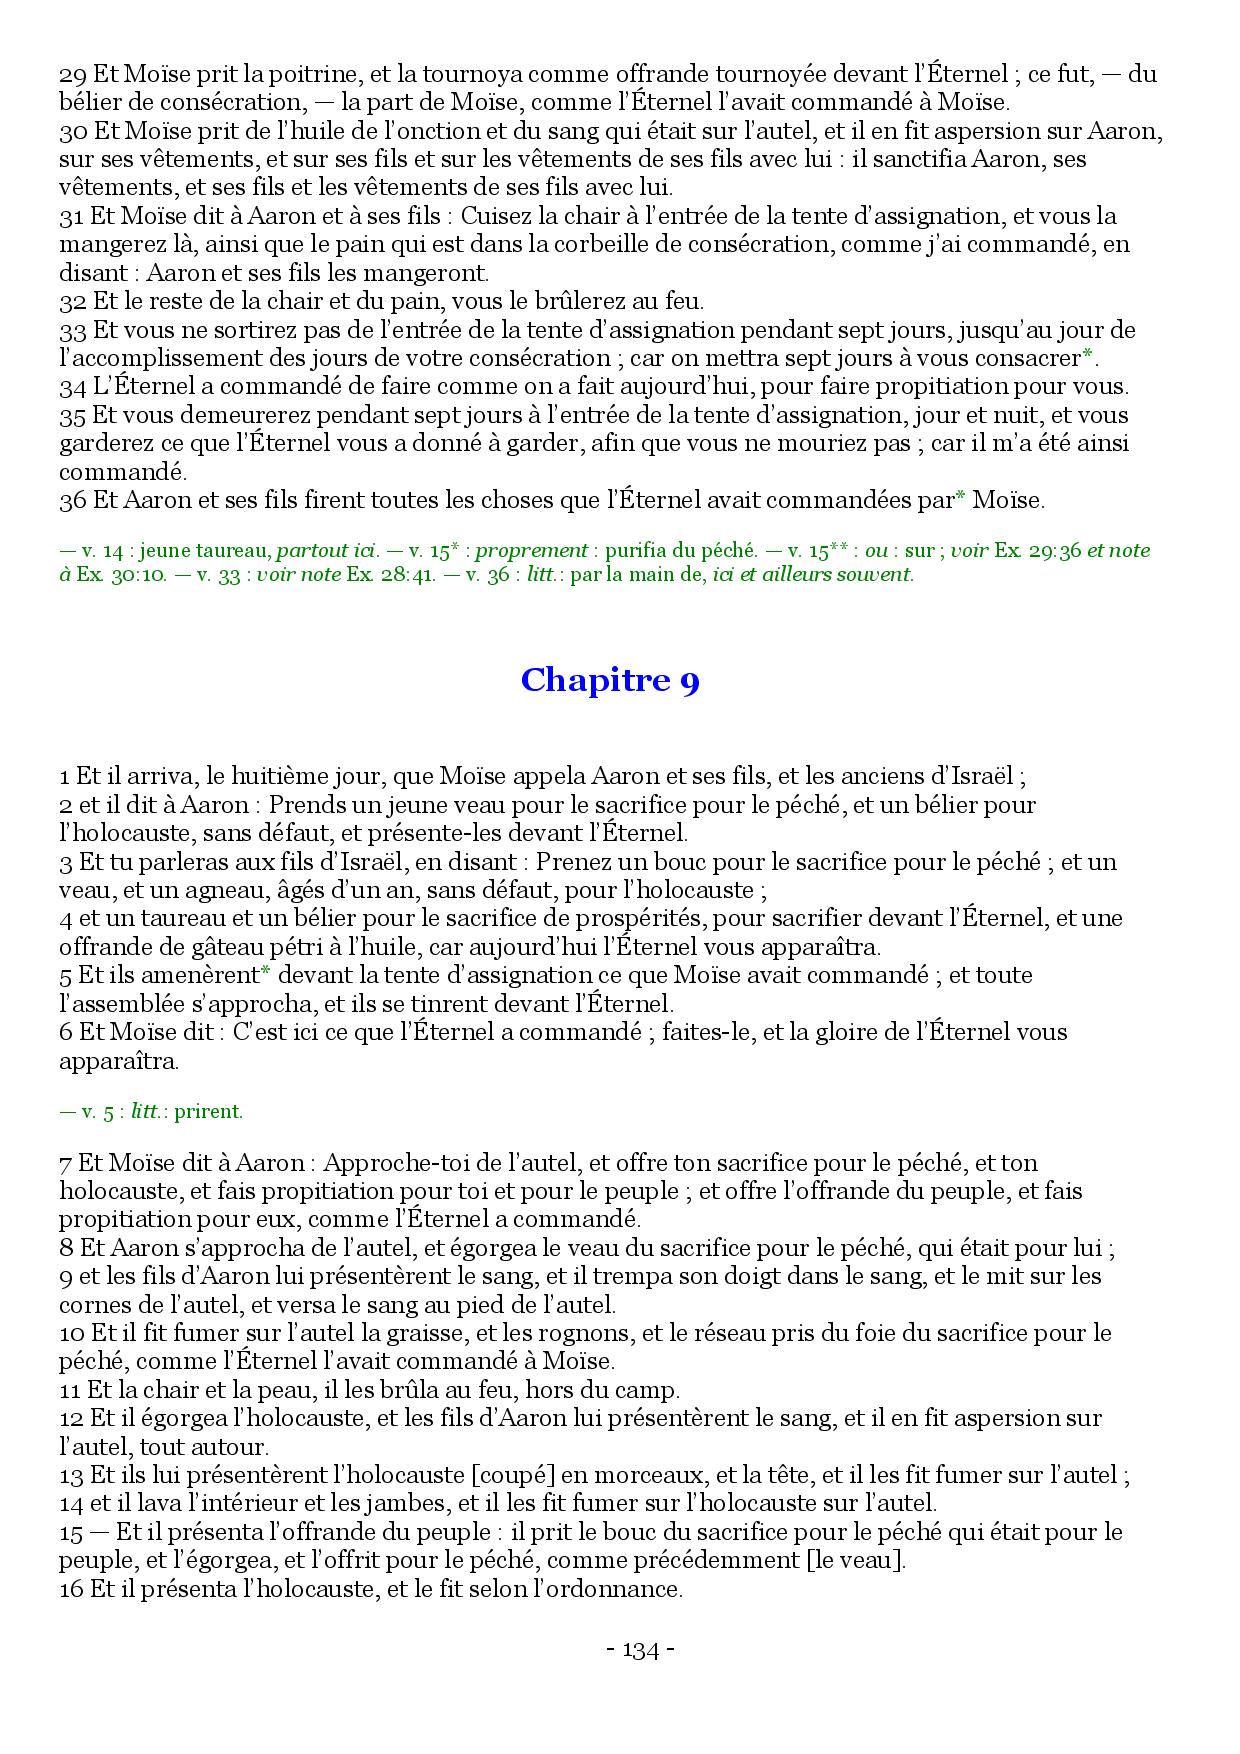 29 Et Moïse prit la poitrine, et la tournoya comme offrande tournoyée devant l’Éternel ; ce fut, — du
bélier de consécration, — la part de Moïse, comme l’Éternel l’avait commandé à Moïse.
30 Et Moïse prit de l’huile de l’onction et du sang qui était sur l’autel, et il en fit aspersion sur Aaron,
sur ses vêtements, et sur ses fils et sur les vêtements de ses fils avec lui : il sanctifia Aaron, ses
vêtements, et ses fils et les vêtements de ses fils avec lui.
31 Et Moïse dit à Aaron et à ses fils : Cuisez la chair à l’entrée de la tente d’assignation, et vous la
mangerez là, ainsi que le pain qui est dans la corbeille de consécration, comme j’ai commandé, en
disant : Aaron et ses fils les mangeront.
32 Et le reste de la chair et du pain, vous le brûlerez au feu.
33 Et vous ne sortirez pas de l’entrée de la tente d’assignation pendant sept jours, jusqu’au jour de
l’accomplissement des jours de votre consécration ; car on mettra sept jours à vous consacrer*.
34 L’Éternel a commandé de faire comme on a fait aujourd’hui, pour faire propitiation pour vous.
35 Et vous demeurerez pendant sept jours à l’entrée de la tente d’assignation, jour et nuit, et vous
garderez ce que l’Éternel vous a donné à garder, afin que vous ne mouriez pas ; car il m’a été ainsi
commandé.
36 Et Aaron et ses fils firent toutes les choses que l’Éternel avait commandées par* Moïse.
— v. 14 : jeune taureau, partout ici. — v. 15* : proprement : purifia du péché. — v. 15** : ou : sur ; voir Ex. 29:36 et note
à Ex. 30:10. — v. 33 : voir note Ex. 28:41. — v. 36 : litt.: par la main de, ici et ailleurs souvent.
Chapitre 9
1 Et il arriva, le huitième jour, que Moïse appela Aaron et ses fils, et les anciens d’Israël ;
2 et il dit à Aaron : Prends un jeune veau pour le sacrifice pour le péché, et un bélier pour
l’holocauste, sans défaut, et présente-les devant l’Éternel.
3 Et tu parleras aux fils d’Israël, en disant : Prenez un bouc pour le sacrifice pour le péché ; et un
veau, et un agneau, âgés d’un an, sans défaut, pour l’holocauste ;
4 et un taureau et un bélier pour le sacrifice de prospérités, pour sacrifier devant l’Éternel, et une
offrande de gâteau pétri à l’huile, car aujourd’hui l’Éternel vous apparaîtra.
5 Et ils amenèrent* devant la tente d’assignation ce que Moïse avait commandé ; et toute
l’assemblée s’approcha, et ils se tinrent devant l’Éternel.
6 Et Moïse dit : C’est ici ce que l’Éternel a commandé ; faites-le, et la gloire de l’Éternel vous
apparaîtra.
— v. 5 : litt.: prirent.
7 Et Moïse dit à Aaron : Approche-toi de l’autel, et offre ton sacrifice pour le péché, et ton
holocauste, et fais propitiation pour toi et pour le peuple ; et offre l’offrande du peuple, et fais
propitiation pour eux, comme l’Éternel a commandé.
8 Et Aaron s’approcha de l’autel, et égorgea le veau du sacrifice pour le péché, qui était pour lui ;
9 et les fils d’Aaron lui présentèrent le sang, et il trempa son doigt dans le sang, et le mit sur les
cornes de l’autel, et versa le sang au pied de l’autel.
10 Et il fit fumer sur l’autel la graisse, et les rognons, et le réseau pris du foie du sacrifice pour le
péché, comme l’Éternel l’avait commandé à Moïse.
11 Et la chair et la peau, il les brûla au feu, hors du camp.
12 Et il égorgea l’holocauste, et les fils d’Aaron lui présentèrent le sang, et il en fit aspersion sur
l’autel, tout autour.
13 Et ils lui présentèrent l’holocauste [coupé] en morceaux, et la tête, et il les fit fumer sur l’autel ;
14 et il lava l’intérieur et les jambes, et il les fit fumer sur l’holocauste sur l’autel.
15 — Et il présenta l’offrande du peuple : il prit le bouc du sacrifice pour le péché qui était pour le
peuple, et l’égorgea, et l’offrit pour le péché, comme précédemment [le veau].
16 Et il présenta l’holocauste, et le fit selon l’ordonnance.
- 134 -